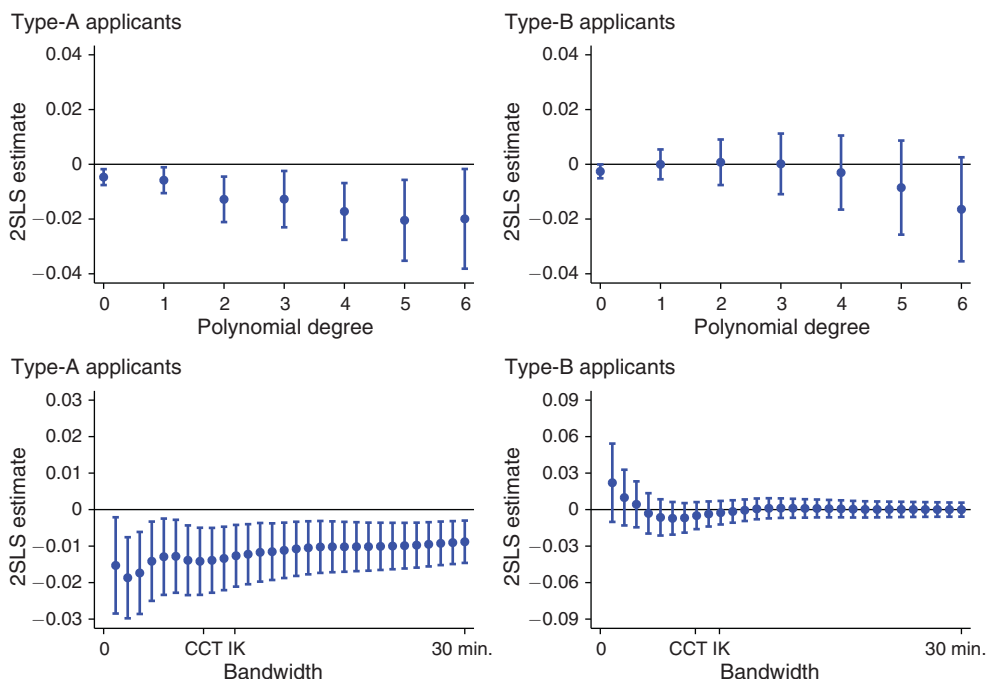 Type-A applicants
0.04
0.02
0
−0.02
−0.04
2SLS estimate
0 1 2 3 4 5 6
Polynomial degree
Type-B applicants
0.04
0.02
0
−0.02
−0.04
2SLS estimate
0 1 2 3 4 5 6
Polynomial degree
Type-A applicants
0.03
0.02
0.01
0
−0.01
−0.02
−0.03
2SLS estimate
0 CCT IK 30 min.
Bandwidth
Type-B applicants
0.09
0.06
0.03
0
−0.03
−0.06
−0.09
2SLS estimate
0 CCT IK 30 min.
Bandwidth